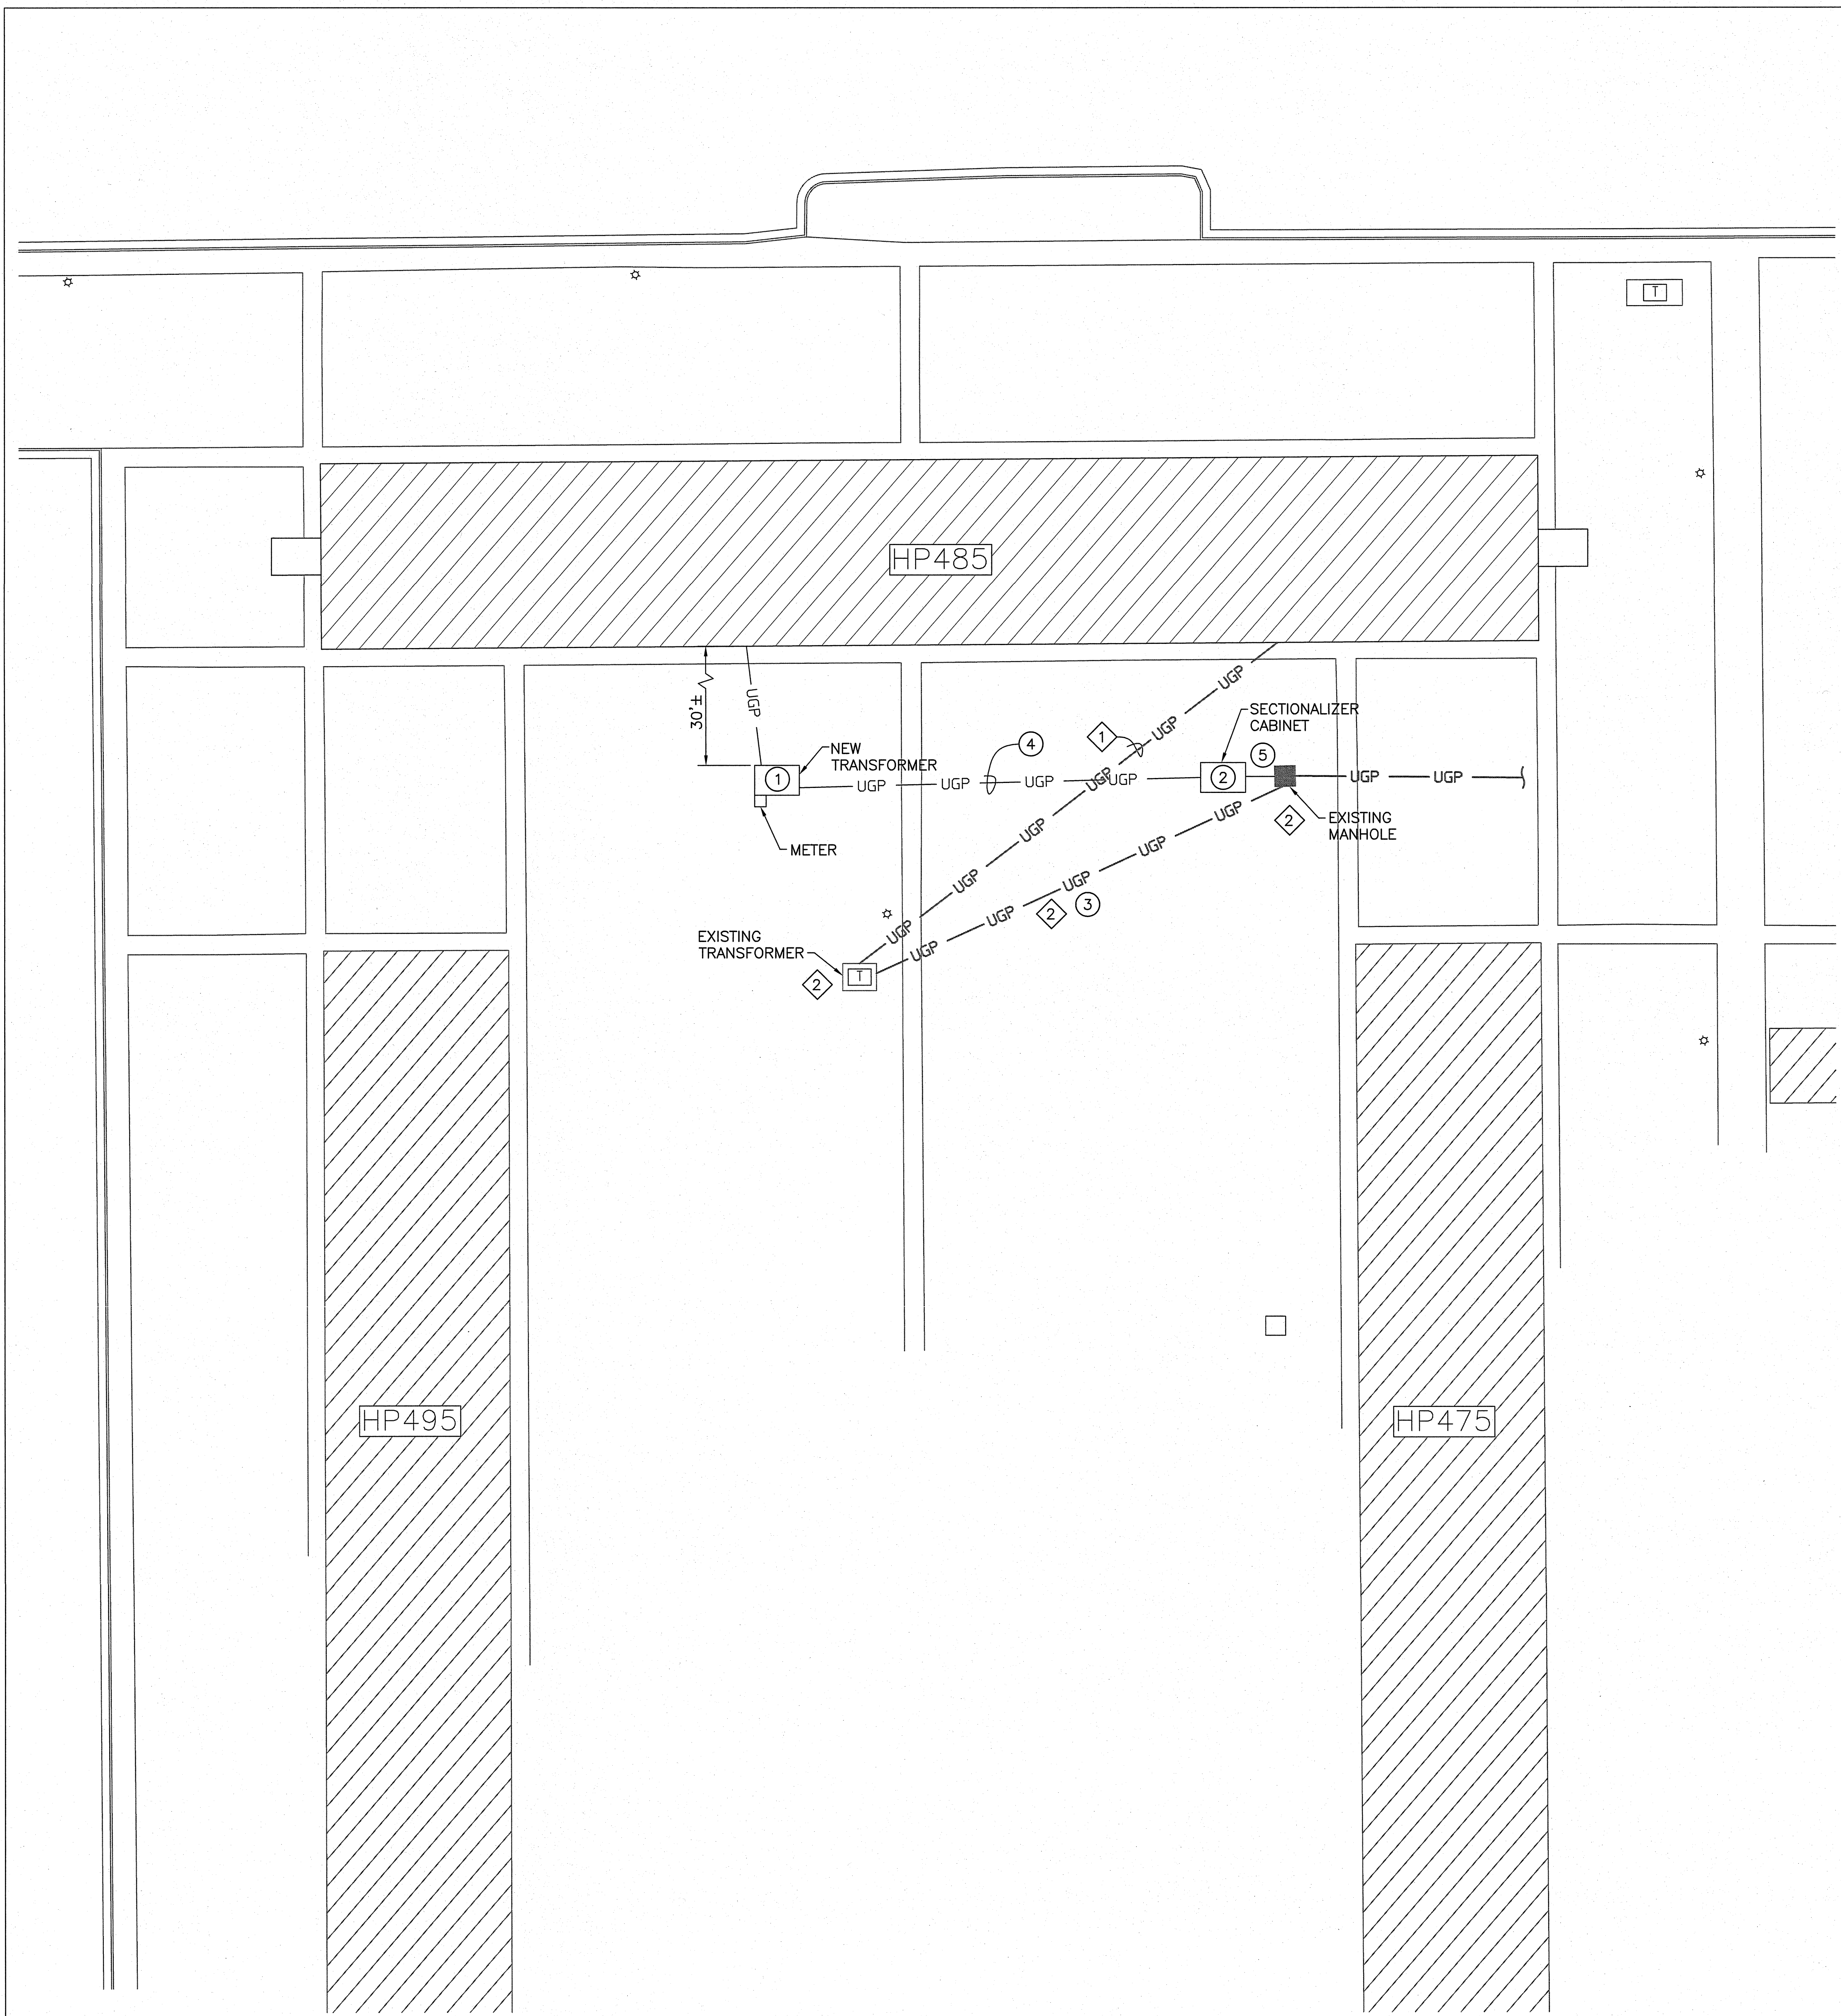 T
HP485
UGP
UGP
30'±
1
SECTIONALIZER
CABINET
UGP
4
5
NEW
TRANSFORMER
1
UGP
UGP
UGP
UGP
UGP
2
UGP
UGP
METER
2
EXISTING
MANHOLE
UGP
UGP
UGP
UGP
UGP
2
3
UGP
UGP
UGP
EXISTING
TRANSFORMER
T
2
HP495
HP475